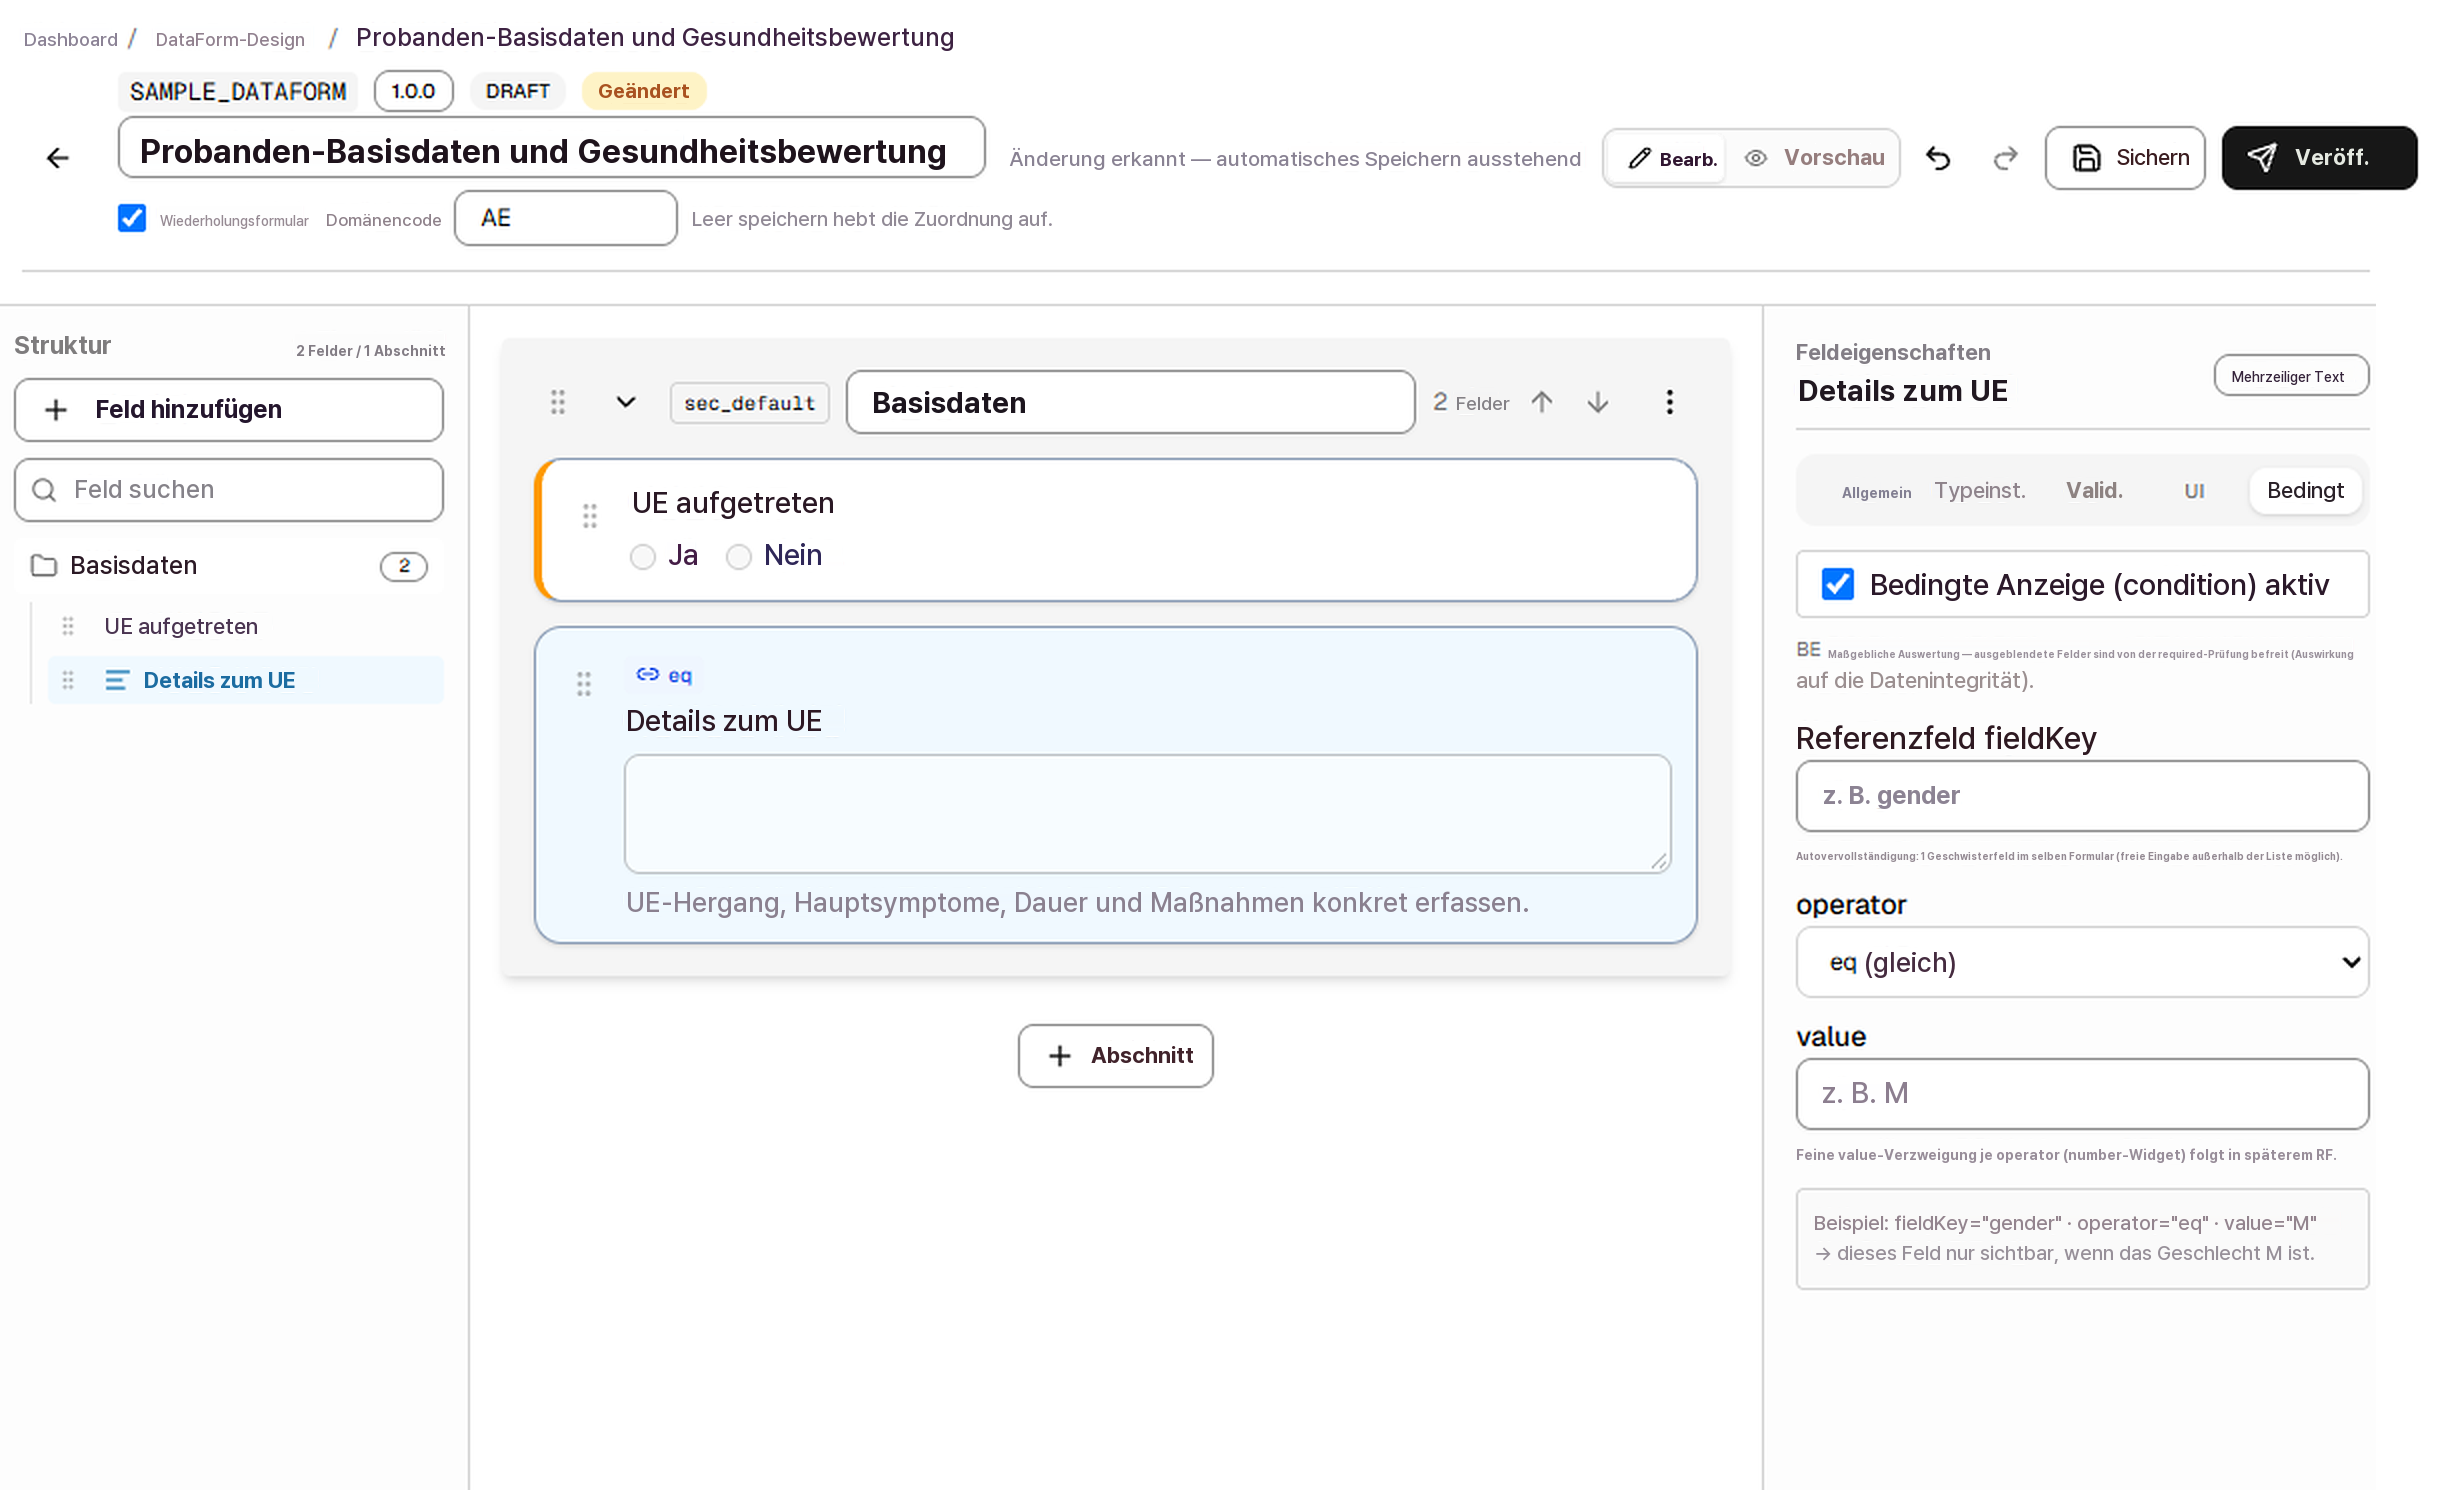 Dashboard / DataForm-Design / Probanden-Basisdaten und Gesundheitsbewertung
SAMPLE_DATAFORM 1.0.0 DRAFT Geändert
Probanden-Basisdaten und Gesundheitsbewertung
Änderung erkannt — automatisches Speichern ausstehend
Bearb. Vorschau
Sichern
Veröff.
Wiederholungsformular Domänencode AE Leer speichern hebt die Zuordnung auf.
Struktur
2 Felder / 1 Abschnitt
+ Feld hinzufügen
Feld suchen
Basisdaten 2
UE aufgetreten
Details zum UE
sec_default Basisdaten 2 Felder
UE aufgetreten
Ja Nein
eq
Details zum UE
UE-Hergang, Hauptsymptome, Dauer und Maßnahmen konkret erfassen.
+ Abschnitt
Feldeigenschaften
Details zum UE
Mehrzeiliger Text
Allgemein Typeinst. Valid. UI Bedingt
Bedingte Anzeige (condition) aktiv
BE Maßgebliche Auswertung — ausgeblendete Felder sind von der required-Prüfung befreit (Auswirkung
auf die Datenintegrität).
Referenzfeld fieldKey
z. B. gender
Autovervollständigung: 1 Geschwisterfeld im selben Formular (freie Eingabe außerhalb der Liste möglich).
operator
eq (gleich)
value
z. B. M
Feine value-Verzweigung je operator (number-Widget) folgt in späterem RF.
Beispiel: fieldKey="gender" · operator="eq" · value="M"
→ dieses Feld nur sichtbar, wenn das Geschlecht M ist.